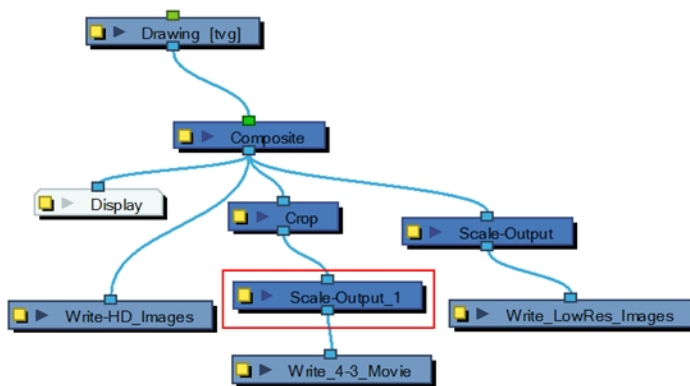 Drawing [tvg]
Composite
Display
Crop
Scale-Output
Write-HD_Images
Scale-Output_1
Write_LowRes_Images
Write_4-3_Movie